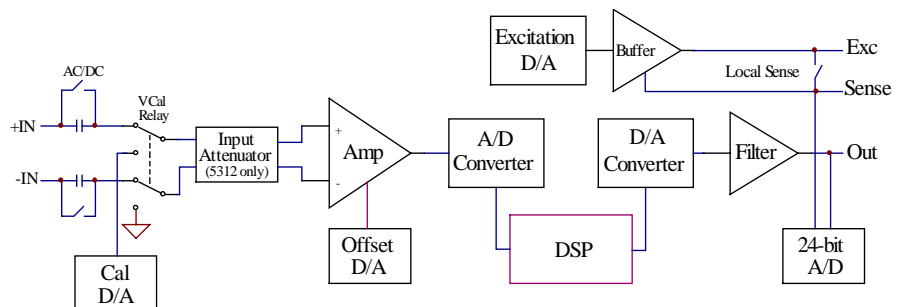 Excitation
D/A
Buffer
Exc
Local Sense
Sense
AC/DC
VCal
Relay
+IN
-IN
Input
Attenuator
(5312 only)
+
-
Amp
A/D
Converter
D/A
Converter
Filter
Out
Offset
D/A
DSP
24-bit
A/D
Cal
D/A